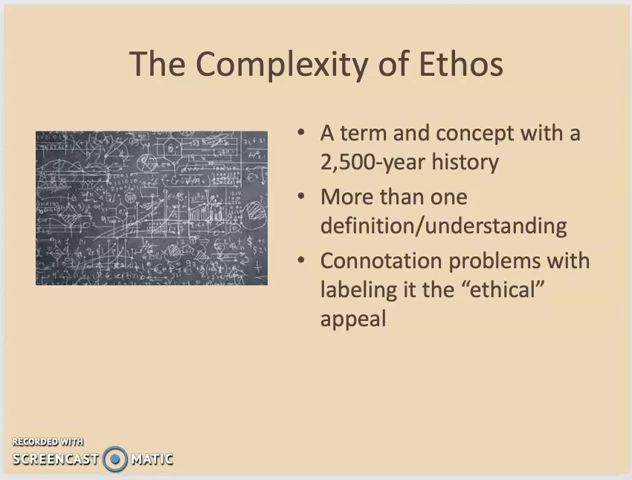 The Complexity of Ethos
• A term and concept with a
2,500-year history
• More than one
definition/understanding
• Connotation problems with
labeling it the “ethical”
appeal
RECORDED WITH
SCREENCAST MATIC